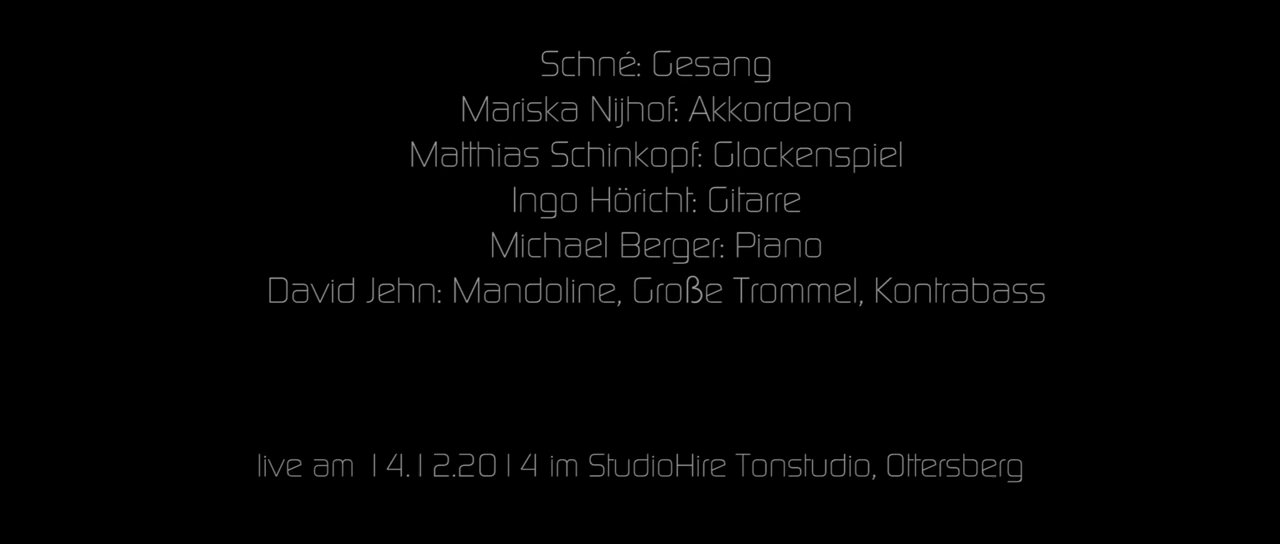 Schné: Gesang
Mariska Nijhof: Akkordeon
Matthias Schinkopf: Glockenspiel
Ingo Höricht: Gitarre
Michael Berger: Piano
David Jehn: Mandoline, Große Trommel, Kontrabass
live am 14.12.2014 im StudioHire Tonstudio, Ottersberg